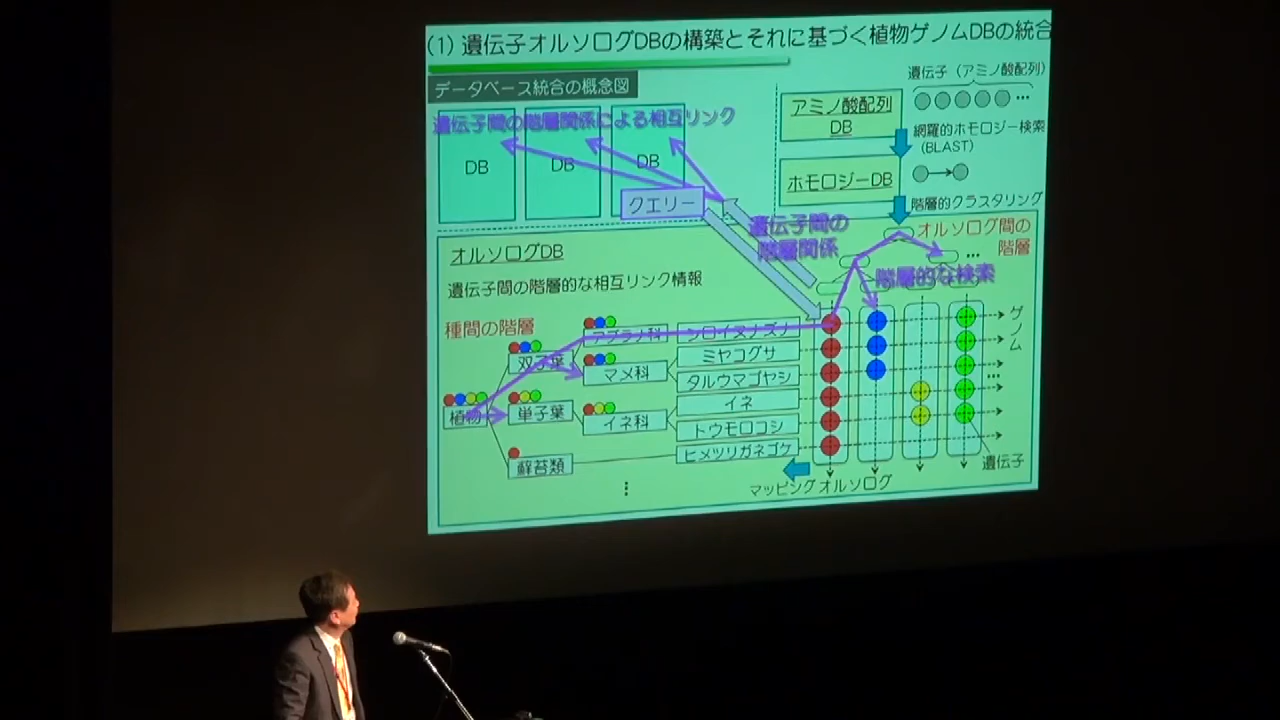 (1) 遺伝子オルソログDBの構築とそれに基づく植物ゲノムDBの統合
データベース統合の概念図
遺伝子間の階層関係による相互リンク
DB
DB
DB
クエリー
遺伝子(アミノ酸配列)
…
アミノ酸配列
DB
網羅的ホモロジー検索
(BLAST)
ホモロジーDB
階層的クラスタリング
オルソログDB
遺伝子間の階層的な相互リンク情報
遺伝子間の
階層関係
オルソログ間の
階層
…
階層的な検索
種間の階層
植物
双子葉
単子葉
蘚苔類
アブラナ科
マメ科
イネ科
シロイヌナズナ
ミヤコグサ
タルウマゴヤシ
イネ
トウモロコシ
ヒメツリガネゴケ
ゲノム
…
遺伝子
マッピングオルソログ